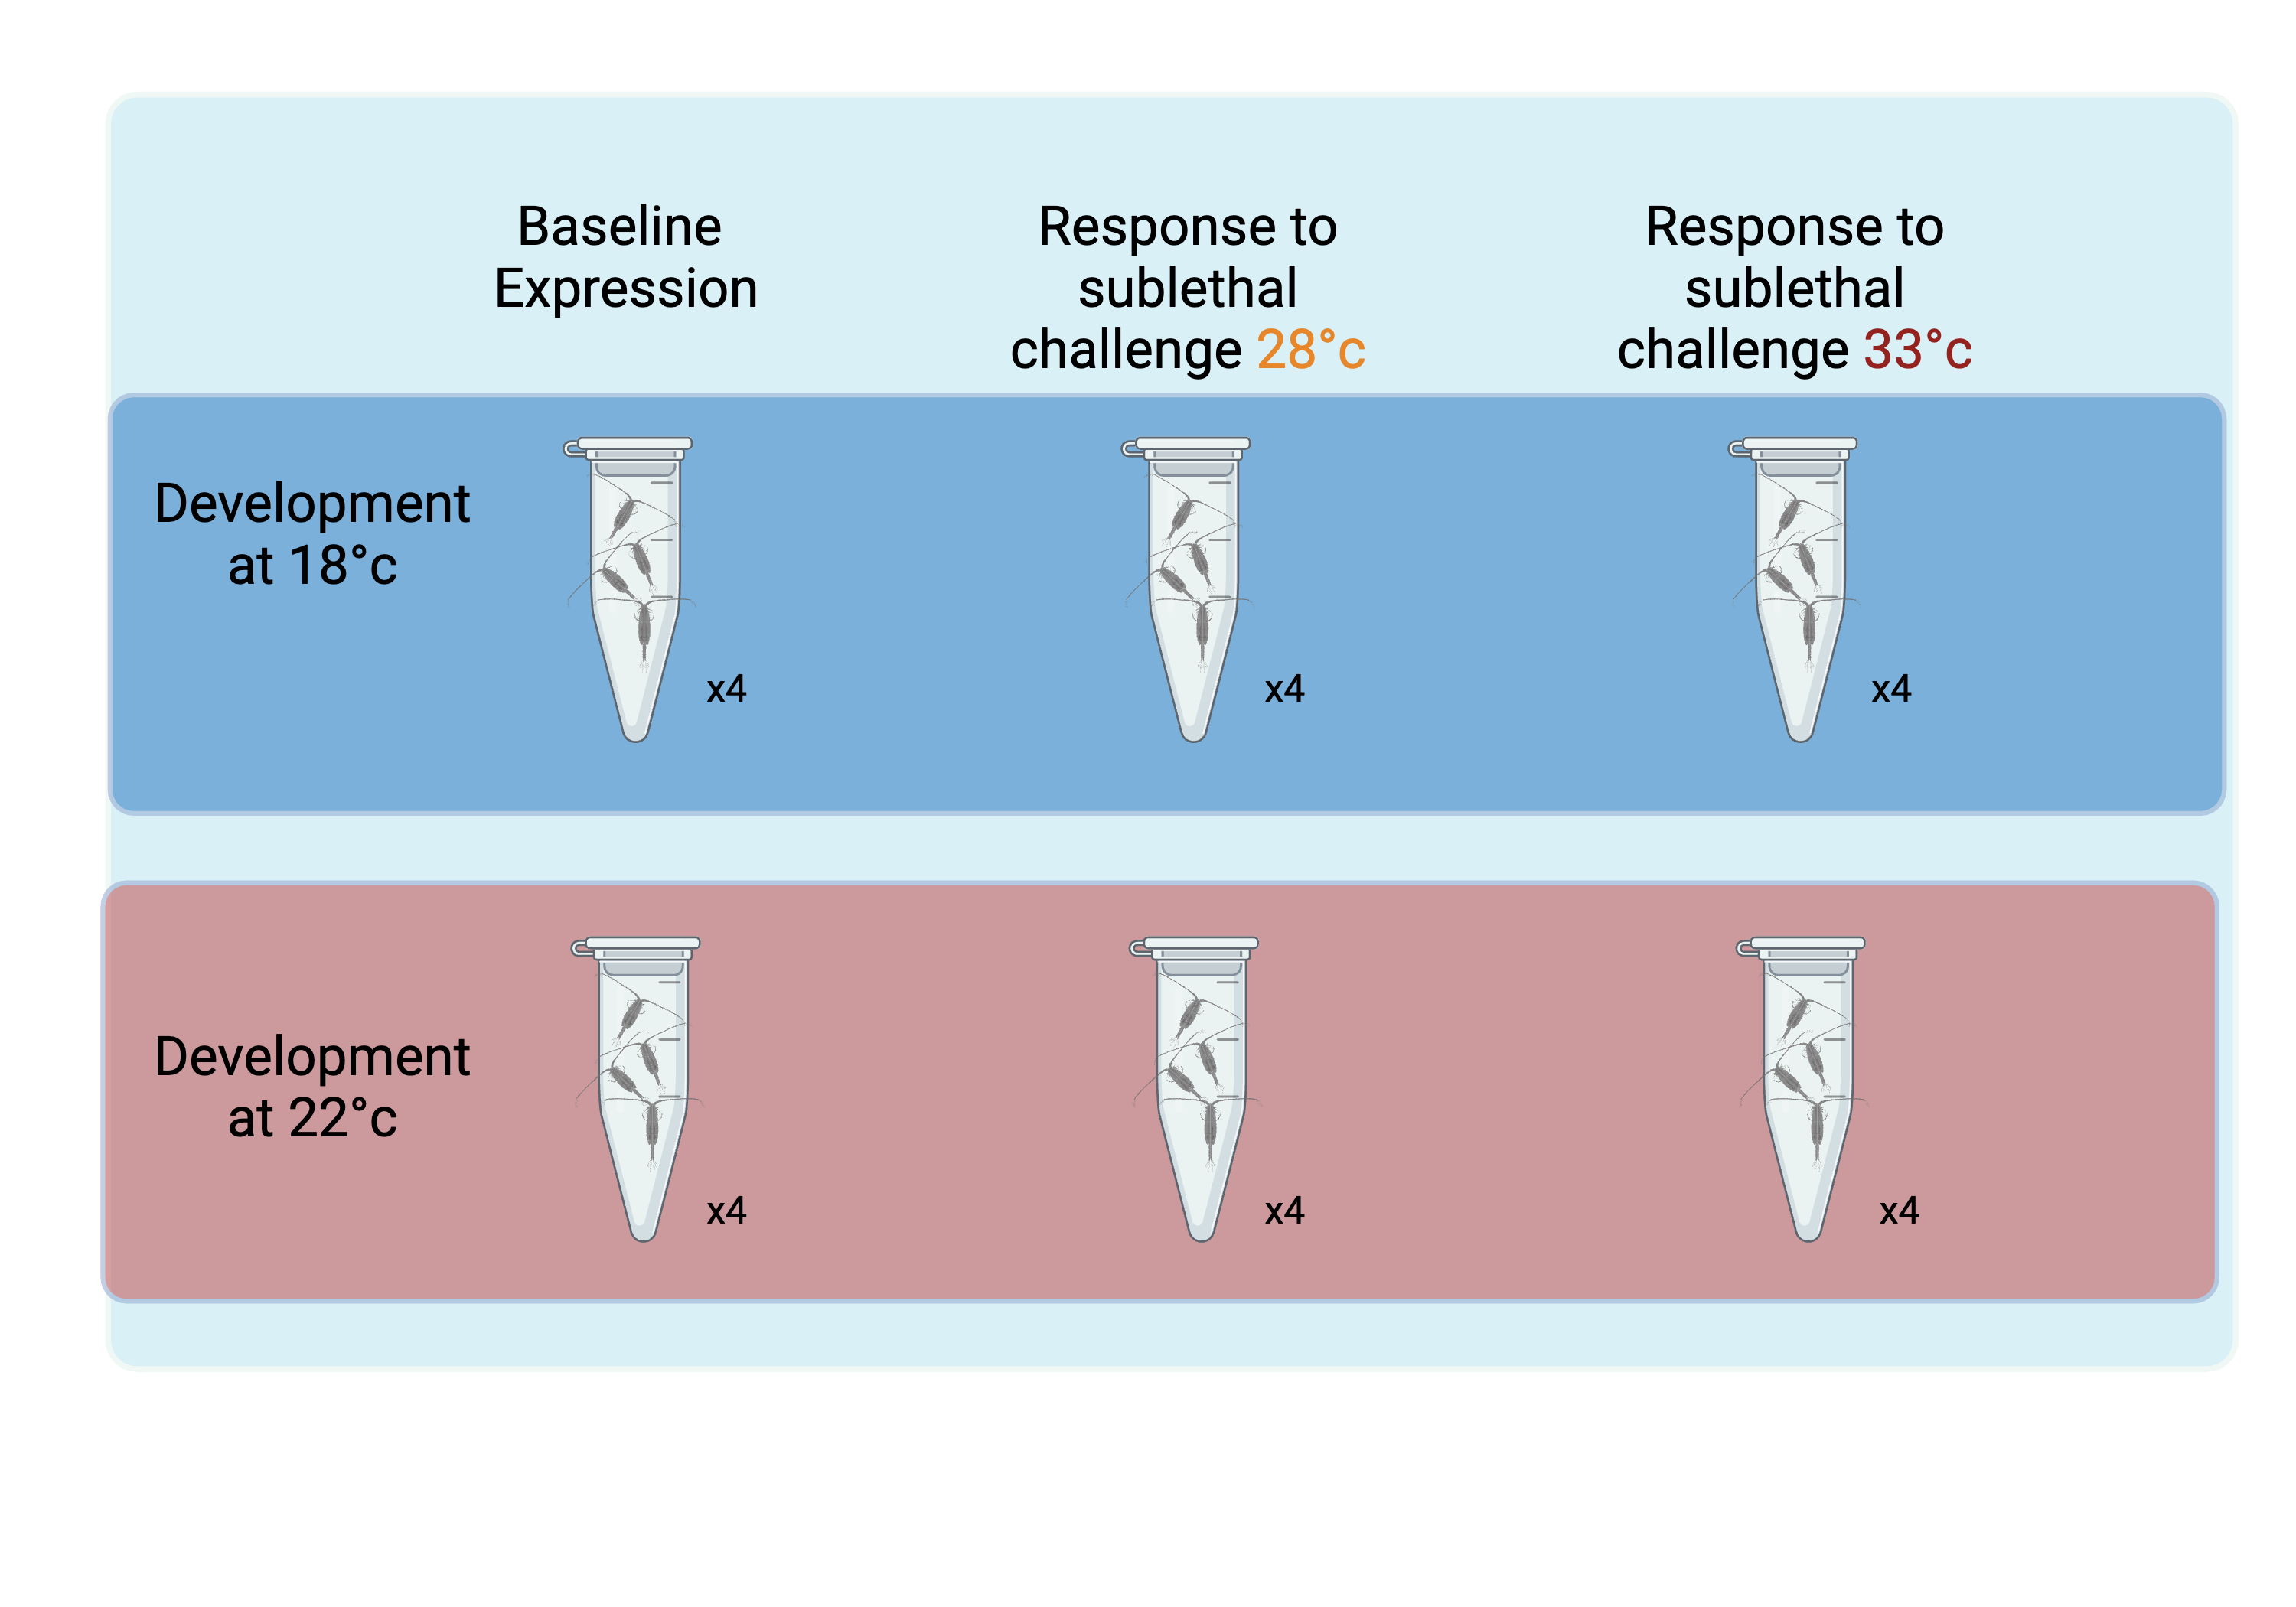 Baseline
Expression
Response to
sublethal
challenge 28°c
Response to
sublethal
challenge 33°c
Development
at 18°c
x4
x4
x4
Development
at 22°c
x4
x4
x4